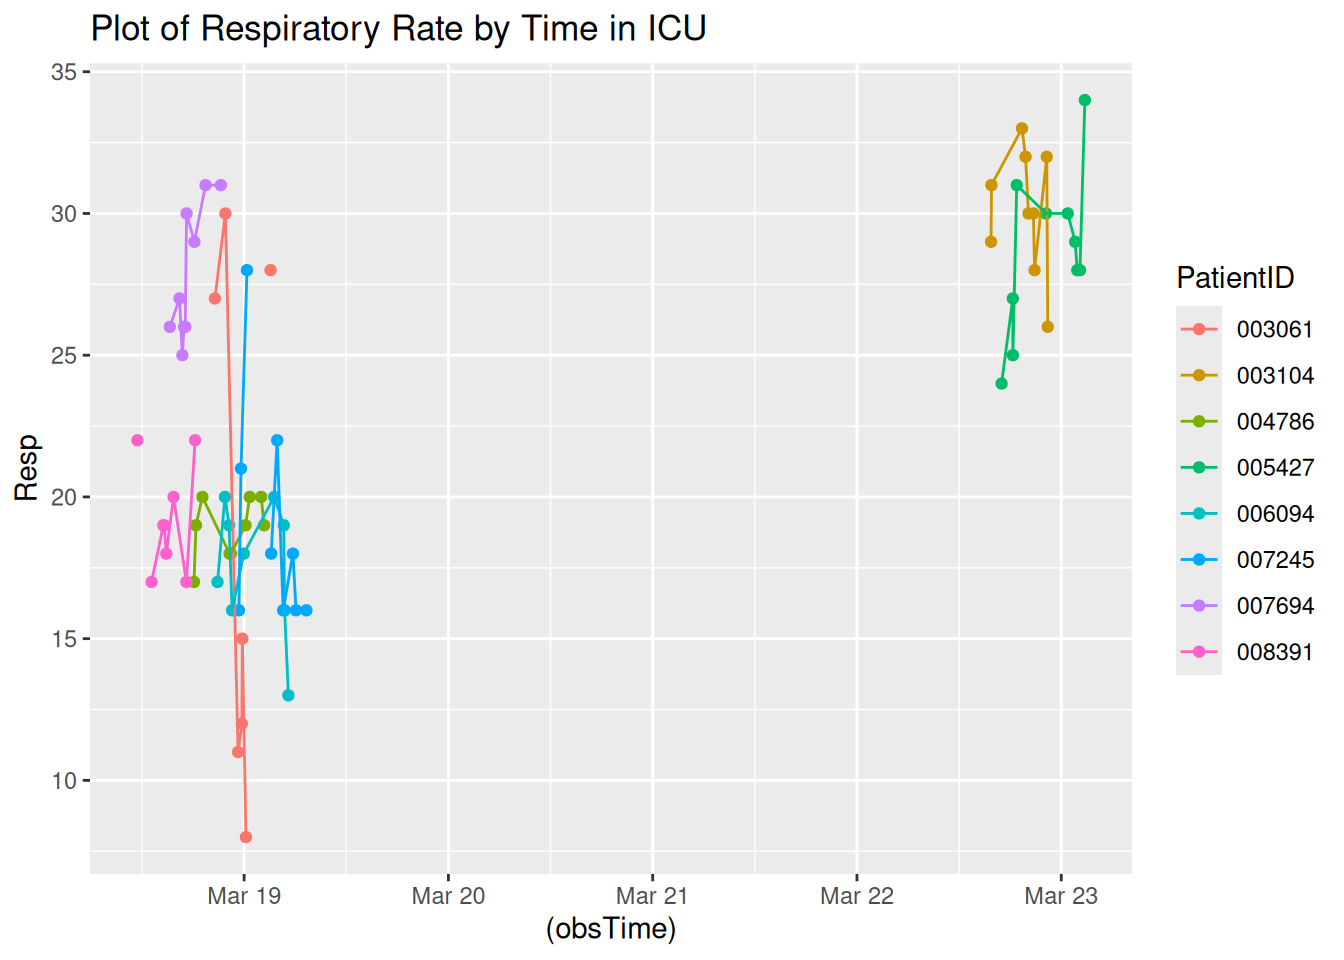 Plot of Respiratory Rate by Time in ICU
35
30
25
20
15
10
Resp
Mar 19
Mar 20
Mar 21
Mar 22
Mar 23
(obsTime)
PatientID
003061
003104
004786
005427
006094
007245
007694
008391